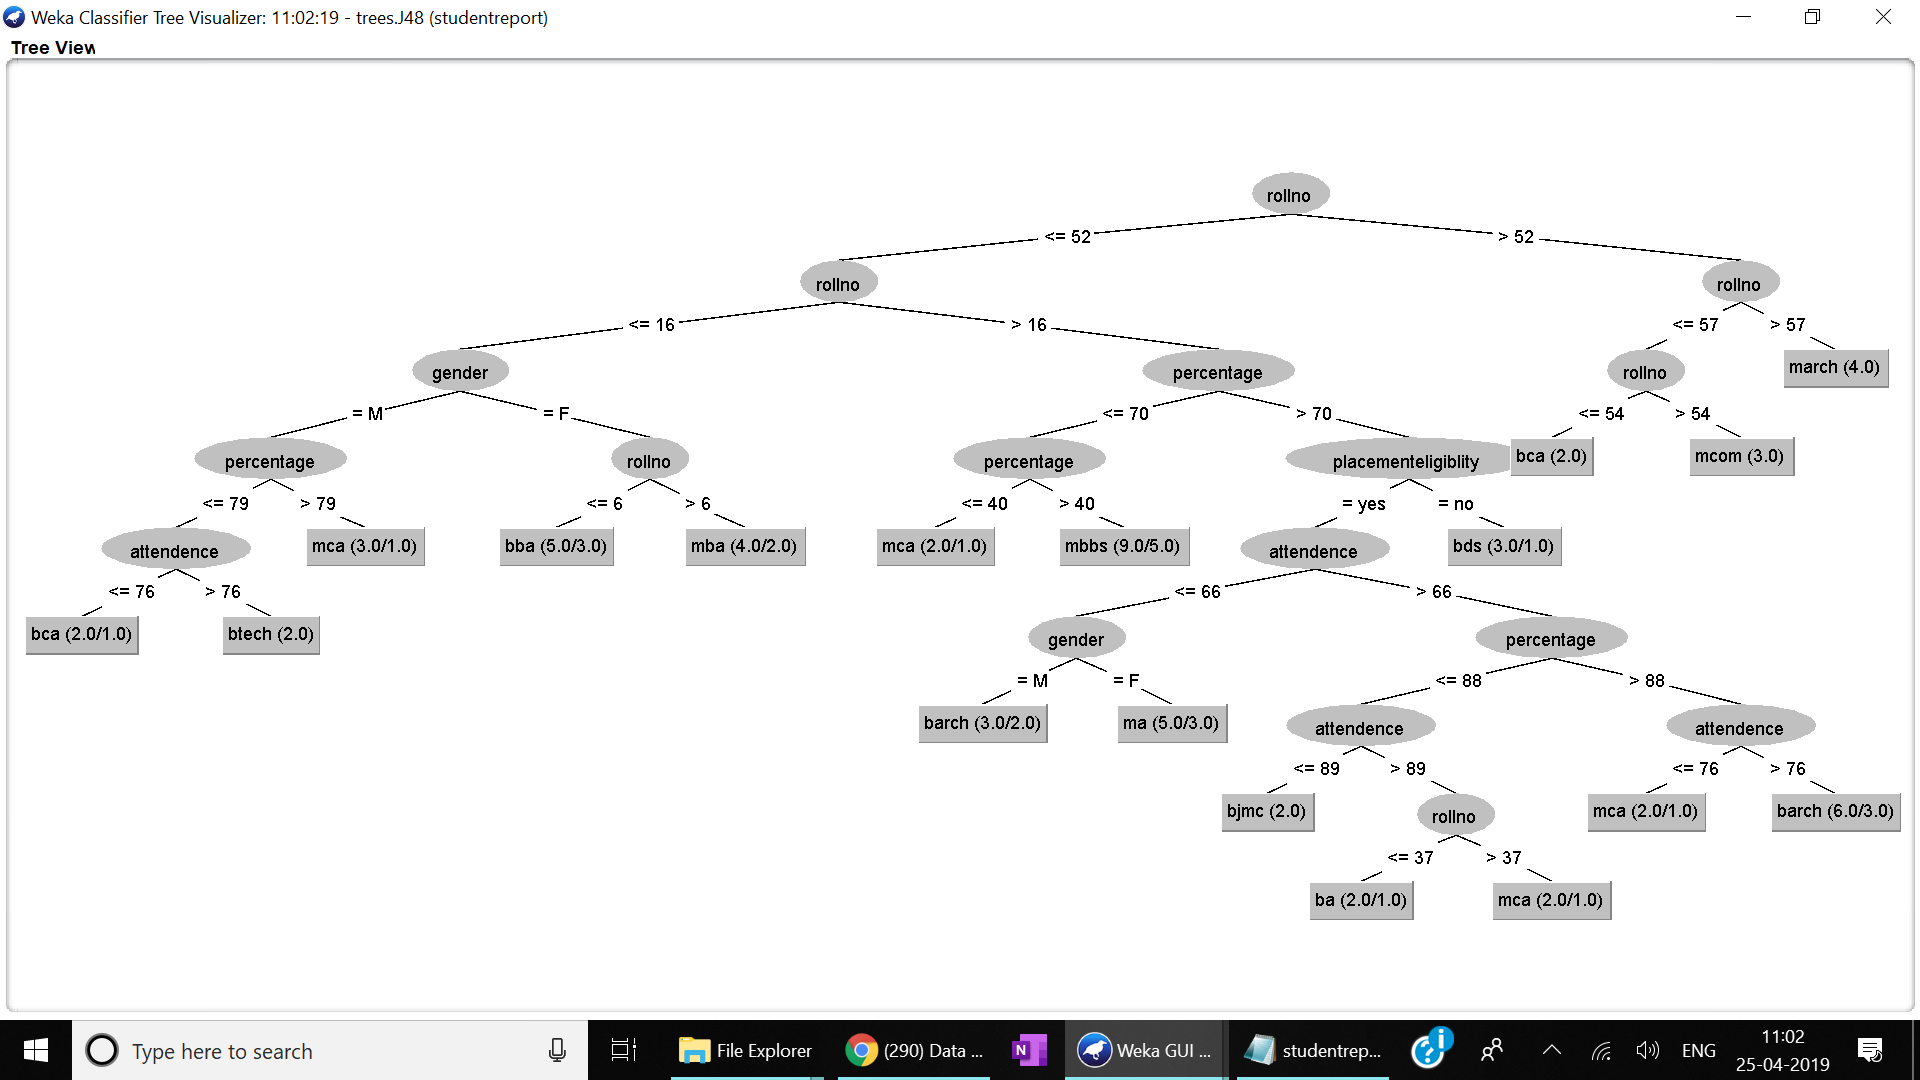 Weka Classifier Tree Visualizer: 11:02:19 - trees.J48 (studentreport)
Tree View
rollno
<= 52 > 52
rollno rollno
<= 16 > 16 <= 57 > 57
gender percentage rollno march (4.0)
= M = F <= 70 > 70 <= 54 > 54
percentage rollno percentage placementeligiblity bca (2.0) mcom (3.0)
<= 79 > 79 <= 6 > 6 <= 40 > 40 = yes = no
attendence mca (3.0/1.0) bba (5.0/3.0) mba (4.0/2.0) mca (2.0/1.0) mbbs (9.0/5.0) attendence bds (3.0/1.0)
<= 76 > 76 <= 66 > 66
bca (2.0/1.0) btech (2.0) gender percentage
= M = F <= 88 > 88
barch (3.0/2.0) ma (5.0/3.0) attendence attendence
<= 89 > 89 <= 76 > 76
bjmc (2.0) rollno mca (2.0/1.0) barch (6.0/3.0)
<= 37 > 37
ba (2.0/1.0) mca (2.0/1.0)
Type here to search File Explorer (290) Data ... N Weka GUI ... studentrep... ENG 11:02
25-04-2019